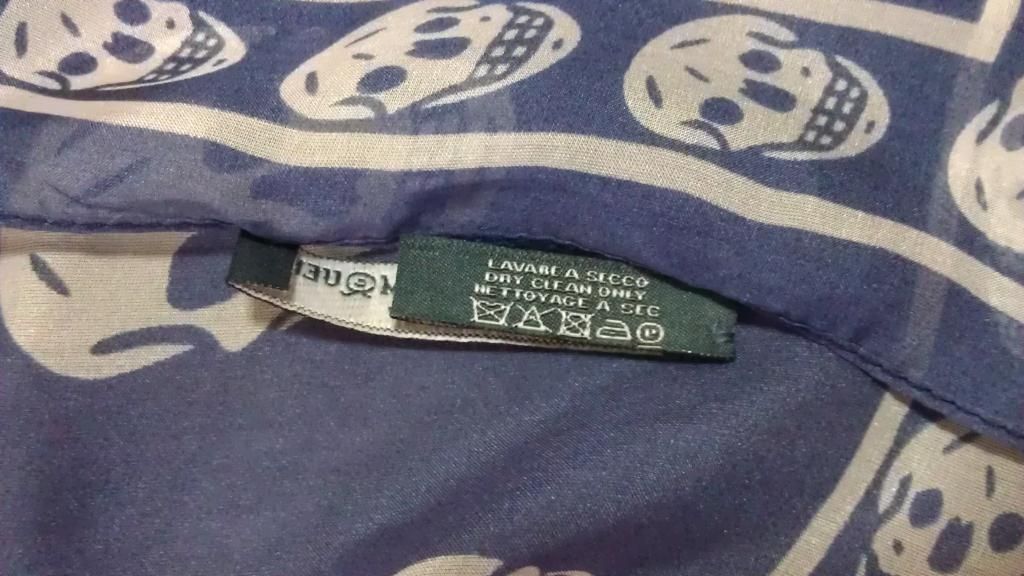 LAVARE A SECCO
DRY CLEAN ONLY
NETTOYAGE A SEC